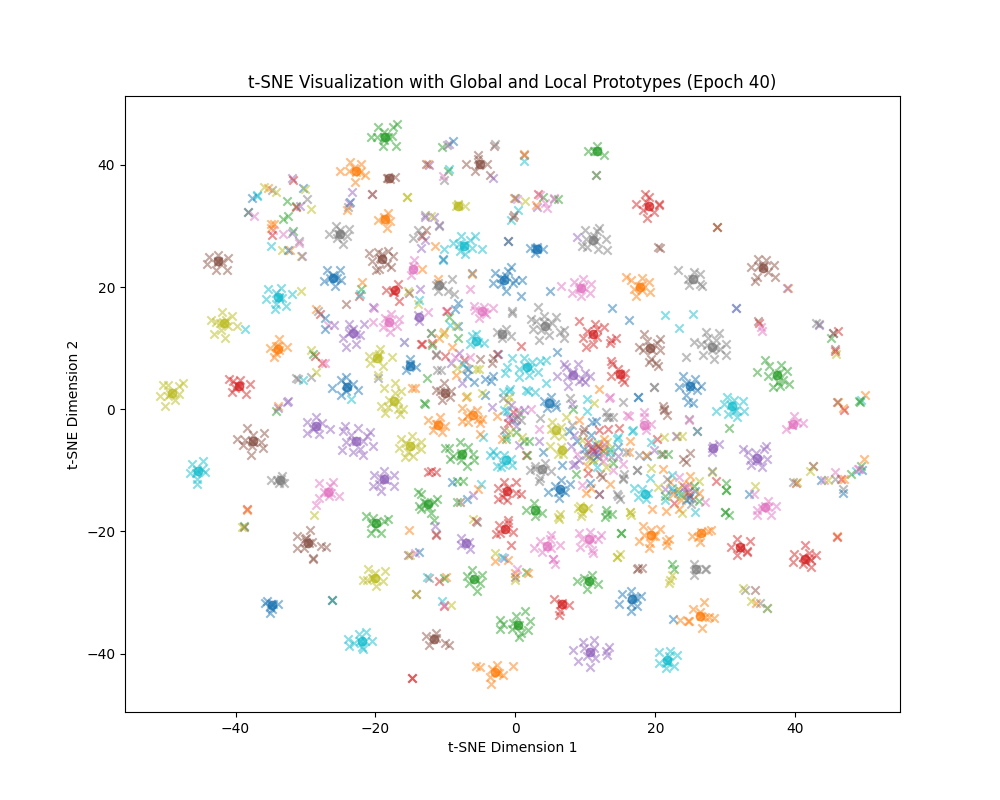 t-SNE Visualization with Global and Local Prototypes (Epoch 40)
t-SNE Dimension 2
40
20
0
−20
−40
−40 −20 0 20 40
t-SNE Dimension 1